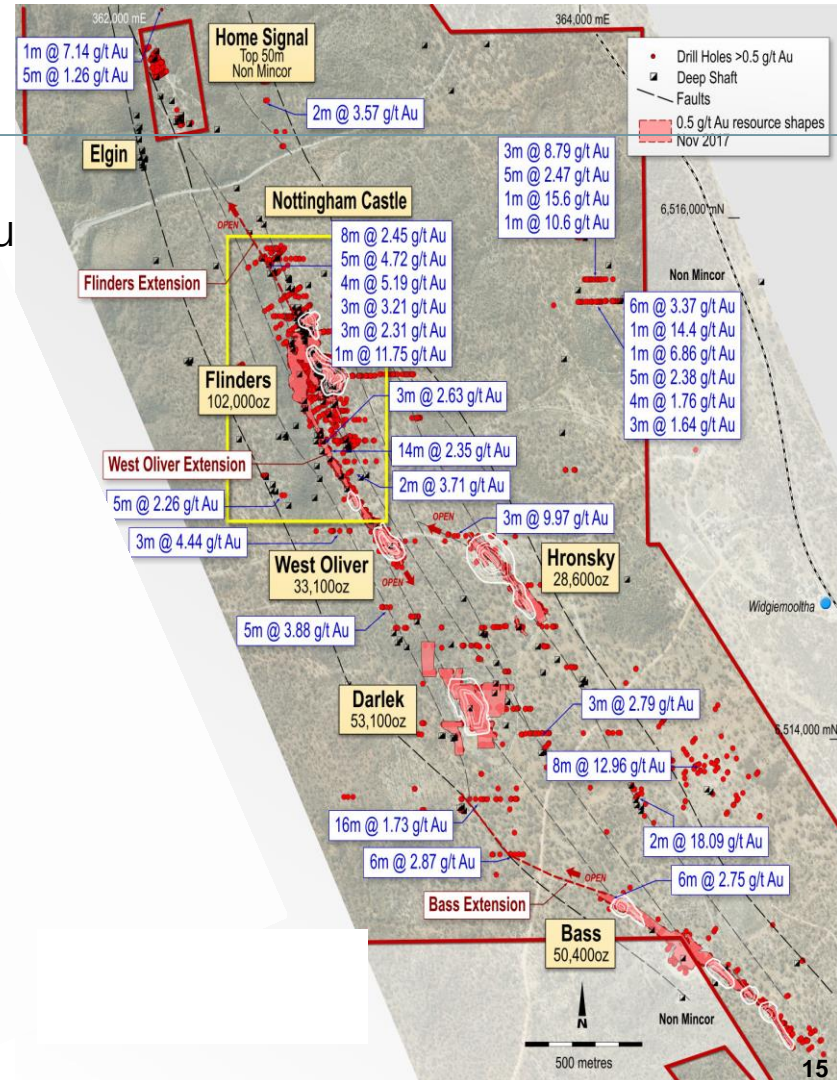 362,000 mE
364,000 mE
1m @ 7.14 g/t Au
5m @ 1.26 g/t Au
Home Signal
Top 50m
Non Mincor
2m @ 3.57 g/t Au
Drill Holes >0.5 g/t Au
Deep Shaft
Faults
0.5 g/t Au resource shapes
Nov 2017
Elgin
3m @ 8.79 g/t Au
5m @ 2.47 g/t Au
1m @ 15.6 g/t Au
1m @ 10.6 g/t Au
6,516,000 mN
u
Nottingham Castle
OPEN
8m @ 2.45 g/t Au
5m @ 4.72 g/t Au
4m @ 5.19 g/t Au
3m @ 3.21 g/t Au
3m @ 2.31 g/t Au
1m @ 11.75 g/t Au
Flinders Extension
Non Mincor
6m @ 3.37 g/t Au
1m @ 14.4 g/t Au
1m @ 6.86 g/t Au
5m @ 2.38 g/t Au
4m @ 1.76 g/t Au
3m @ 1.64 g/t Au
Flinders
102,000oz
3m @ 2.63 g/t Au
14m @ 2.35 g/t Au
West Oliver Extension
2m @ 3.71 g/t Au
5m @ 2.26 g/t Au
OPEN
3m @ 9.97 g/t Au
3m @ 4.44 g/t Au
West Oliver
33,100oz
OPEN
Hronsky
28,600oz
Widgiemooltha
5m @ 3.88 g/t Au
Darlek
53,100oz
3m @ 2.79 g/t Au
6,514,000 mN
8m @ 12.96 g/t Au
16m @ 1.73 g/t Au
2m @ 18.09 g/t Au
6m @ 2.87 g/t Au
OPEN
6m @ 2.75 g/t Au
Bass Extension
Bass
50,400oz
N
Non Mincor
500 metres
15